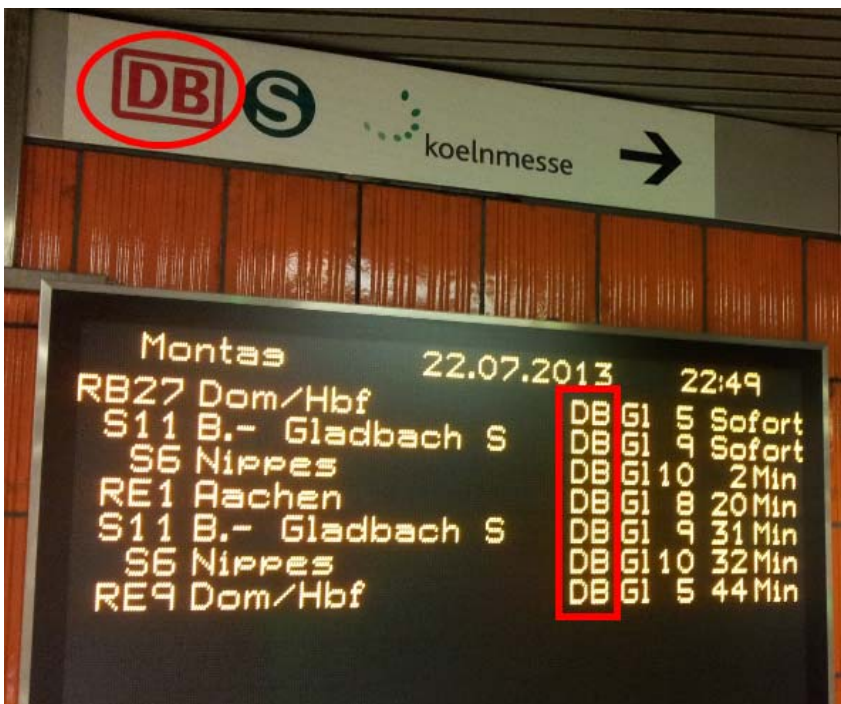 DB S koelnmesse →
Montag 22.07.2013 22:49
RB27 Dom/Hbf DB Gl 5 Sofort
S11 B.- Gladbach S DB Gl 9 Sofort
S6 Nippes DB Gl 10 2 Min
RE1 Aachen DB Gl 8 20 Min
S11 B.- Gladbach S DB Gl 9 31 Min
S6 Nippes DB Gl 10 32 Min
RE9 Dom/Hbf DB Gl 5 44 Min